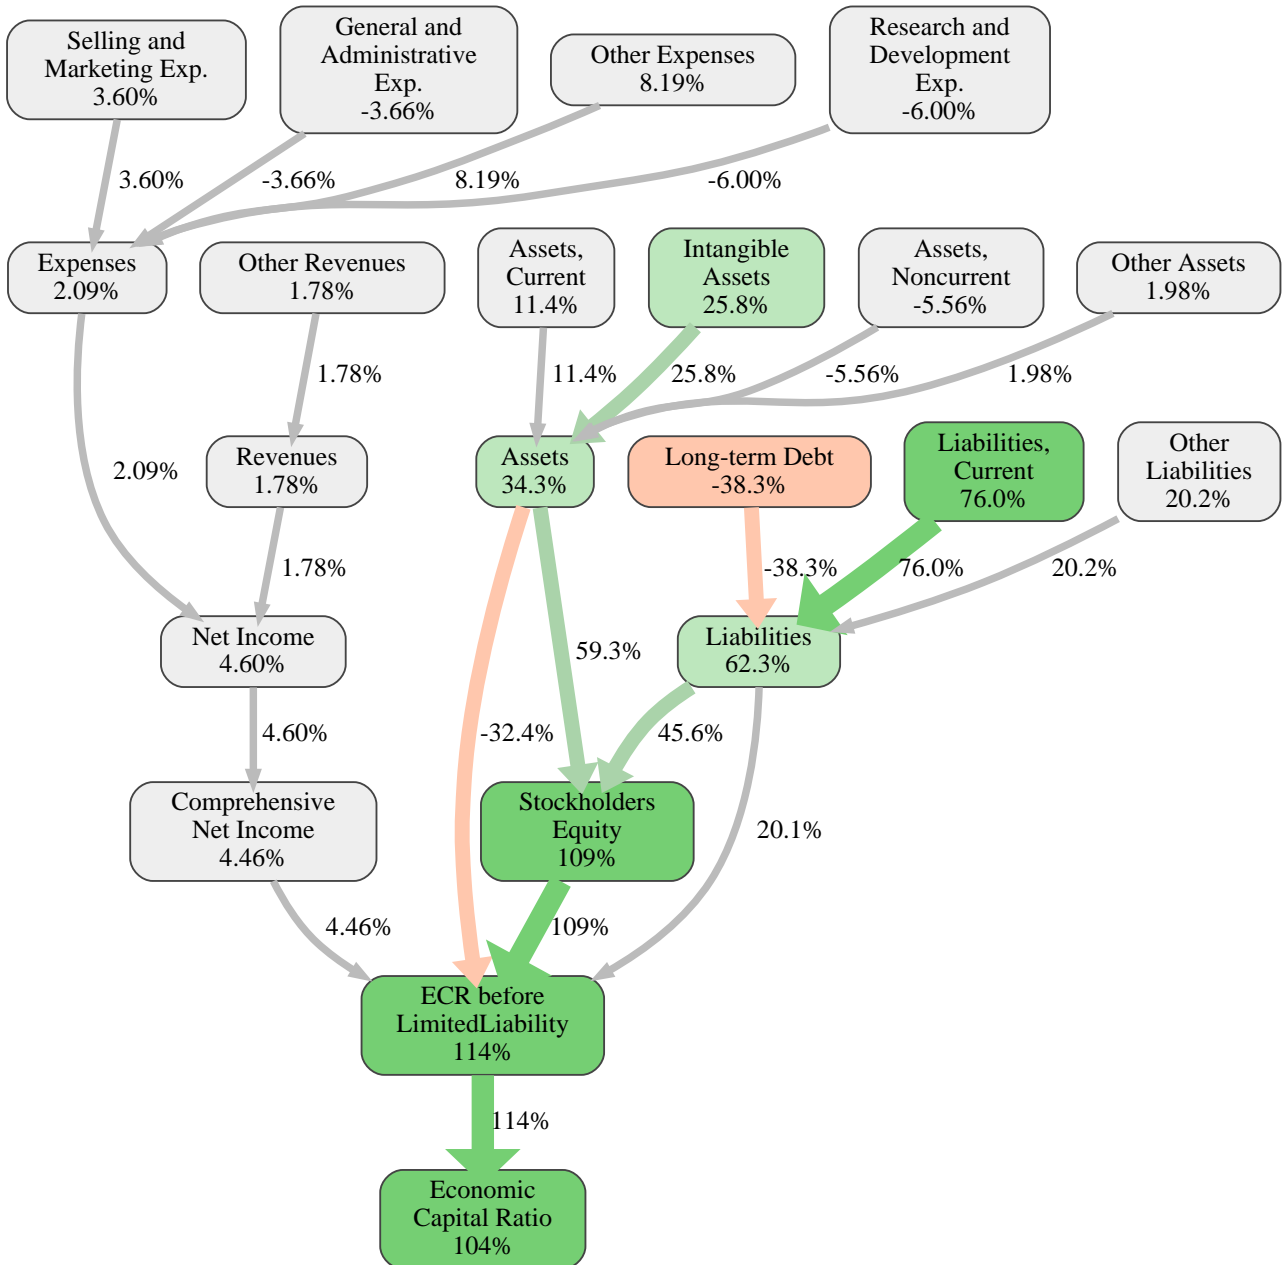 Selling and
Marketing Exp.
3.60%
General and
Administrative
Exp.
-3.66%
Other Expenses
8.19%
Research and
Development
Exp.
-6.00%
3.60%
-3.66%
8.19%
-6.00%
Expenses
2.09%
Other Revenues
1.78%
Assets,
Current
11.4%
Intangible
Assets
25.8%
Assets,
Noncurrent
-5.56%
Other Assets
1.98%
1.78%
11.4%
25.8%
-5.56%
1.98%
2.09%
Revenues
1.78%
Assets
34.3%
Long-term Debt
-38.3%
Liabilities,
Current
76.0%
Other
Liabilities
20.2%
1.78%
-38.3%
76.0%
20.2%
Net Income
4.60%
59.3%
Liabilities
62.3%
4.60%
-32.4%
45.6%
Comprehensive
Net Income
4.46%
Stockholders
Equity
109%
20.1%
4.46%
109%
ECR before
LimitedLiability
114%
114%
Economic
Capital Ratio
104%